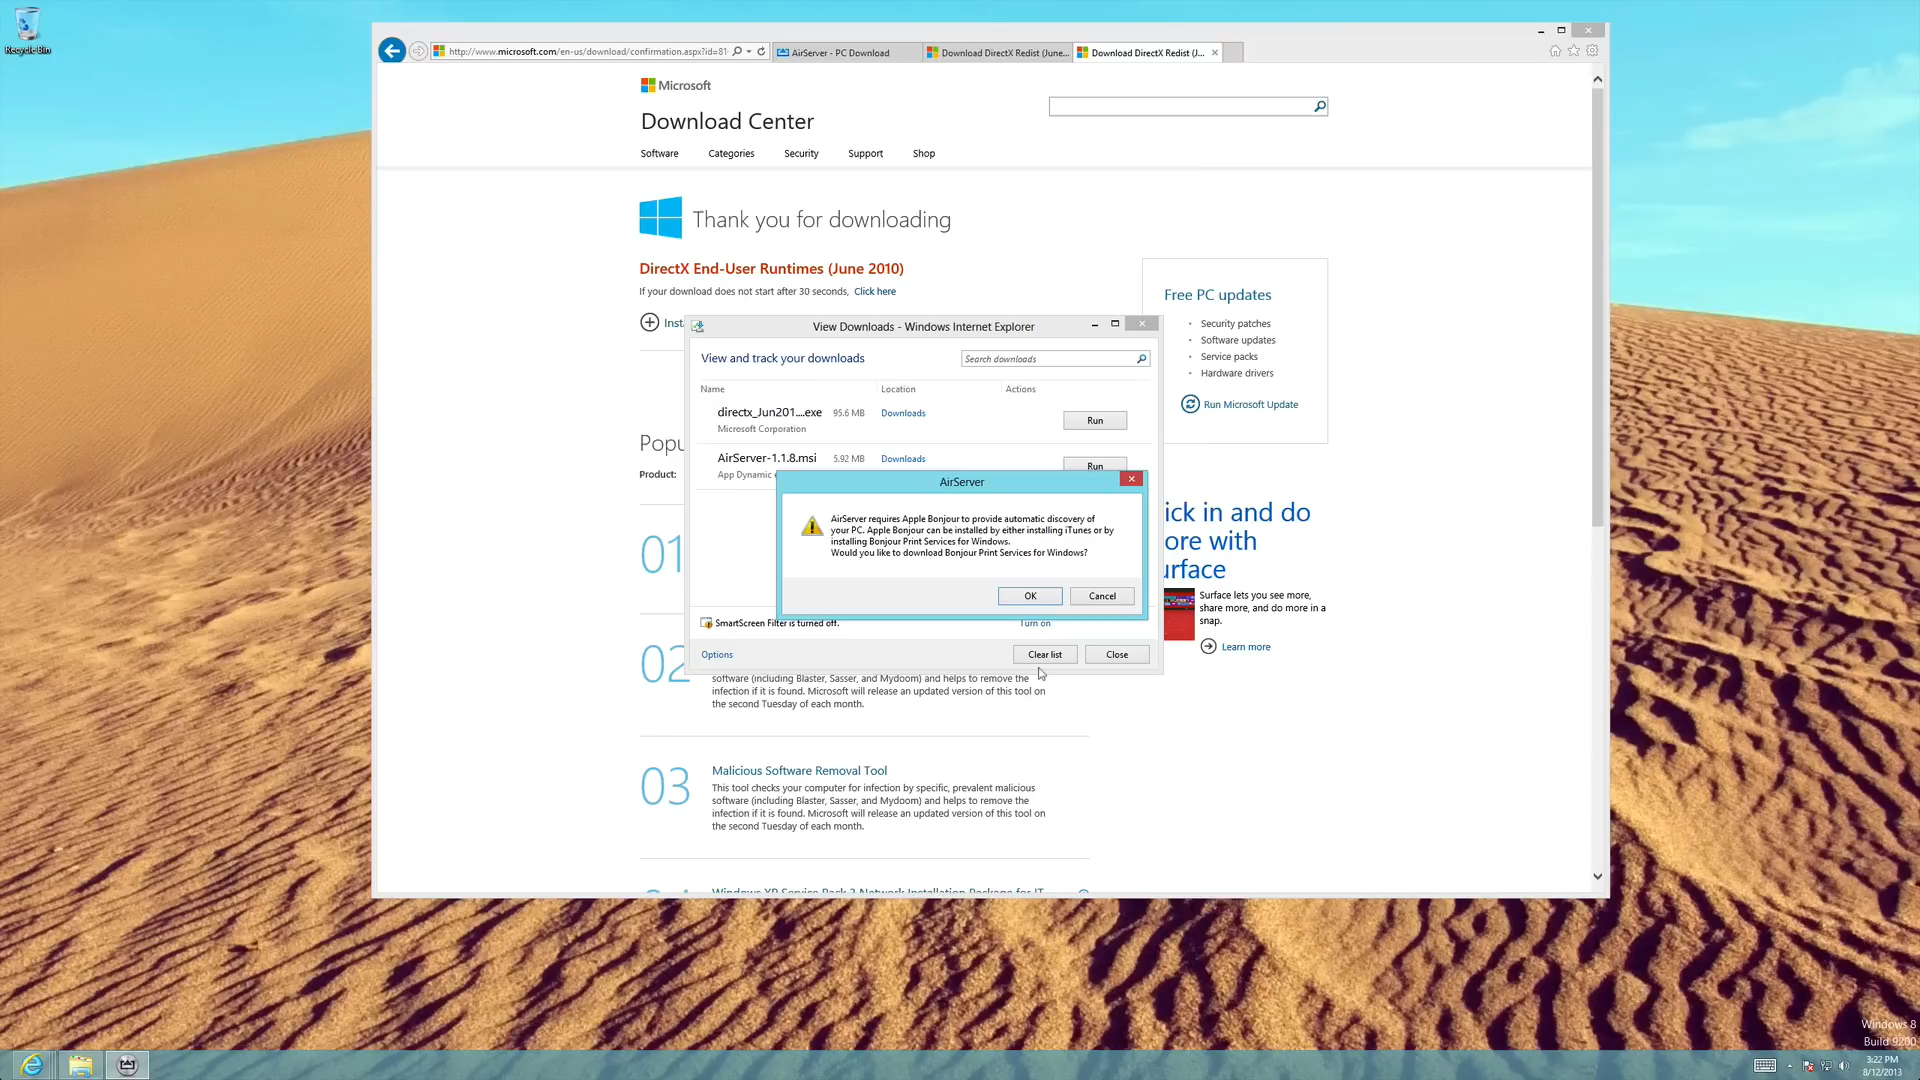 Recycle Bin
http://www.microsoft.com/en-us/download/confirmation.aspx?id=81
AirServer - PC Download
Download DirectX Redist (June...
Download DirectX Redist (J...
Microsoft
Download Center
Software
Categories
Security
Support
Shop
Thank you for downloading
DirectX End-User Runtimes (June 2010)
If your download does not start after 30 seconds, Click here
Free PC updates
Security patches
Software updates
Service packs
Hardware drivers
Run Microsoft Update
Inst
View Downloads - Windows Internet Explorer
View and track your downloads
Search downloads
Name
Location
Actions
directx_Jun201....exe
95.6 MB
Downloads
Run
Microsoft Corporation
Popu
AirServer-1.1.8.msi
5.92 MB
Downloads
Run
Product:
App Dynamic
AirServer
AirServer requires Apple Bonjour to provide automatic discovery of
your PC. Apple Bonjour can be installed by either installing iTunes or by
installing Bonjour Print Services for Windows.
Would you like to download Bonjour Print Services for Windows?
OK
Cancel
SmartScreen Filter is turned off.
Turn on
Options
Clear list
Close
ick in and do
ore with
urface
Surface lets you see more,
share more, and do more in a
snap.
Learn more
01
02
software (including Blaster, Sasser, and Mydoom) and helps to remove the
infection if it is found. Microsoft will release an updated version of this tool on
the second Tuesday of each month.
03
Malicious Software Removal Tool
This tool checks your computer for infection by specific, prevalent malicious
software (including Blaster, Sasser, and Mydoom) and helps to remove the
infection if it is found. Microsoft will release an updated version of this tool on
the second Tuesday of each month.
Windows XP Service Pack 3 Network Installation Package for IT
Windows 8
Build 9200
3:22 PM
8/12/2013